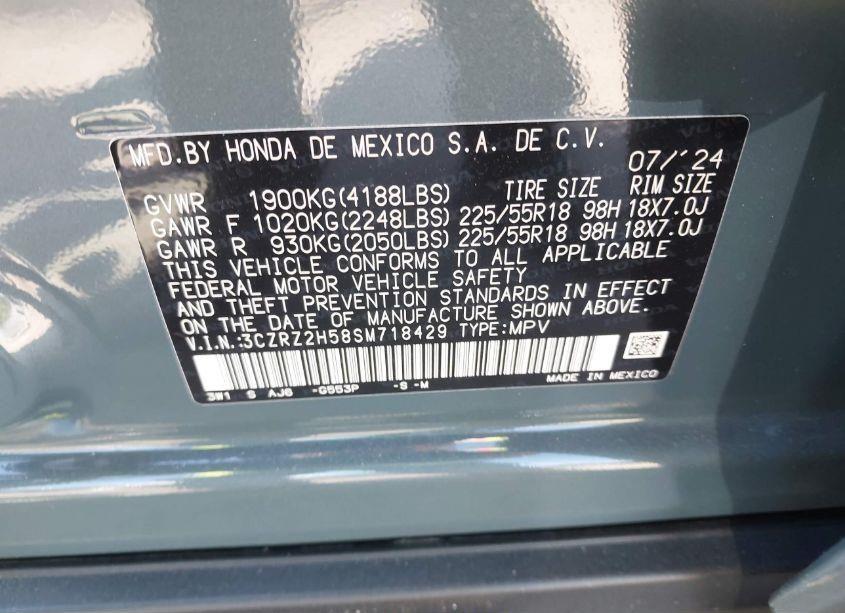 MFD.BY HONDA DE MEXICO S.A. DE C.V. 07/'24
GVWR 1900KG(4188LBS) TIRE SIZE RIM SIZE
GAWR F 1020KG(2248LBS) 225/55R18 98H 18X7.0J
GAWR R 930KG(2050LBS) 225/55R18 98H 18X7.0J
THIS VEHICLE CONFORMS TO ALL APPLICABLE
FEDERAL MOTOR VEHICLE SAFETY
AND THEFT PREVENTION STANDARDS IN EFFECT
ON THE DATE OF MANUFACTURE SHOWN ABOVE.
V.I.N.:3CZRZ2H58SM718429 TYPE:MPV
3W1 S AJ6 -G553P -S -M MADE IN MEXICO